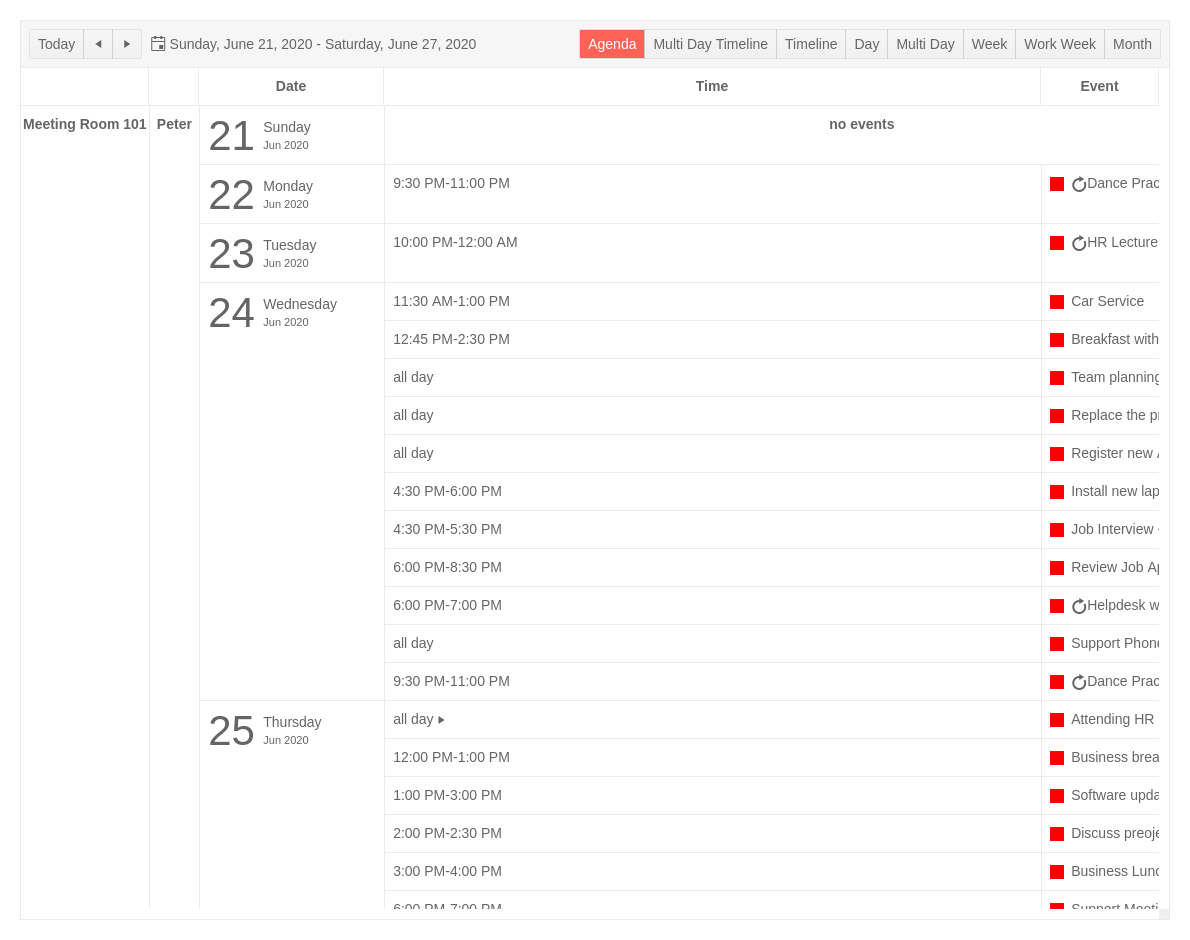 Today Sunday, June 21, 2020 - Saturday, June 27, 2020 Agenda Multi Day Timeline Timeline Day Multi Day Week Work Week Month
Date Time Event
Meeting Room 101 Peter 21 Sunday no events
Jun 2020
22 Monday 9:30 PM-11:00 PM Dance Prac
Jun 2020
23 Tuesday 10:00 PM-12:00 AM HR Lecture
Jun 2020
24 Wednesday 11:30 AM-1:00 PM Car Service
Jun 2020
12:45 PM-2:30 PM Breakfast with
all day Team planning
all day Replace the
all day Register new
4:30 PM-6:00 PM Install new lap
4:30 PM-5:30 PM Job Interview
6:00 PM-8:30 PM Review Job
6:00 PM-7:00 PM Helpdesk w
all day Support Phone
9:30 PM-11:00 PM Dance Prac
25 Thursday all day Attending HR
Jun 2020
12:00 PM-1:00 PM Business brea
1:00 PM-3:00 PM Software upda
2:00 PM-2:30 PM Discuss preoje
3:00 PM-4:00 PM Business Lunc
6:00 PM-7:00 PM Support Meeti